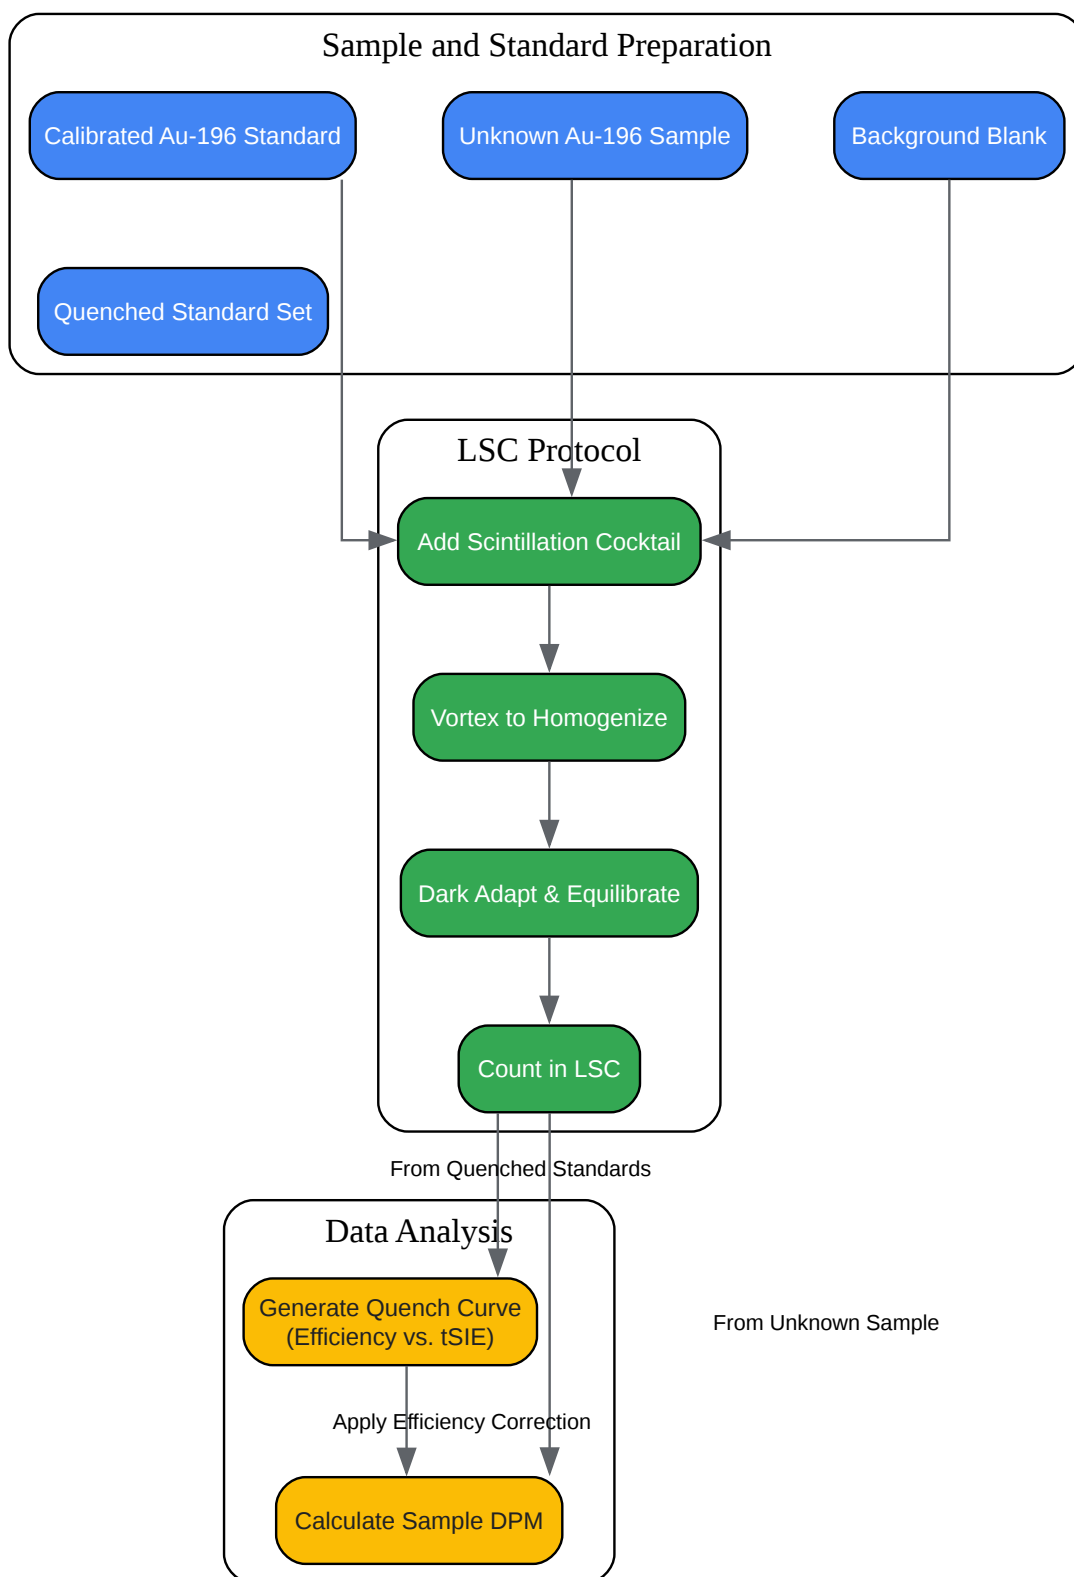 Sample and Standard Preparation
Calibrated Au-196 Standard
Unknown Au-196 Sample
Background Blank
Quenched Standard Set
LSC Protocol
Add Scintillation Cocktail
Vortex to Homogenize
Dark Adapt & Equilibrate
Count in LSC
From Quenched Standards
Data Analysis
Generate Quench Curve
(Efficiency vs. tSIE)
From Unknown Sample
Apply Efficiency Correction
Calculate Sample DPM